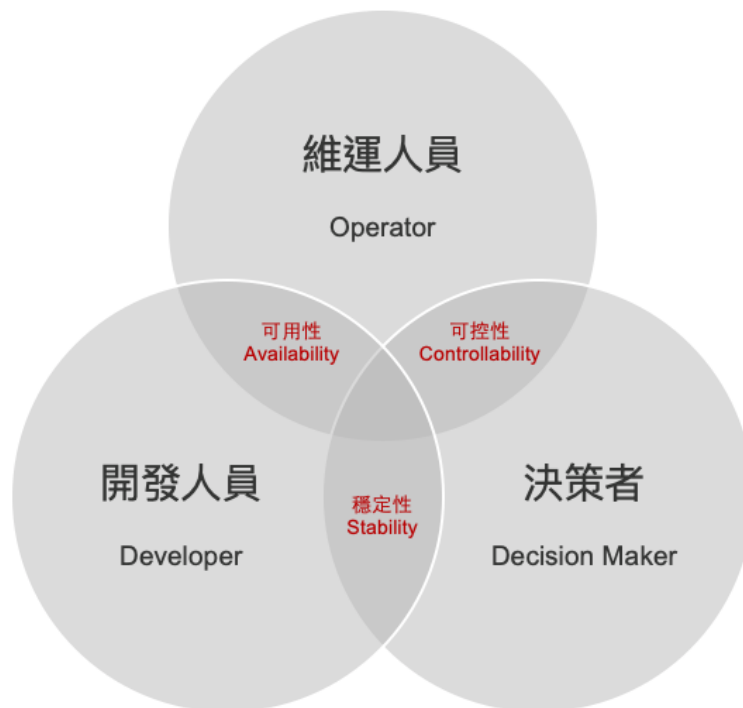 維運人員
Operator
可用性
Availability
可控性
Controllability
開發人員
Developer
穩定性
Stability
決策者
Decision Maker